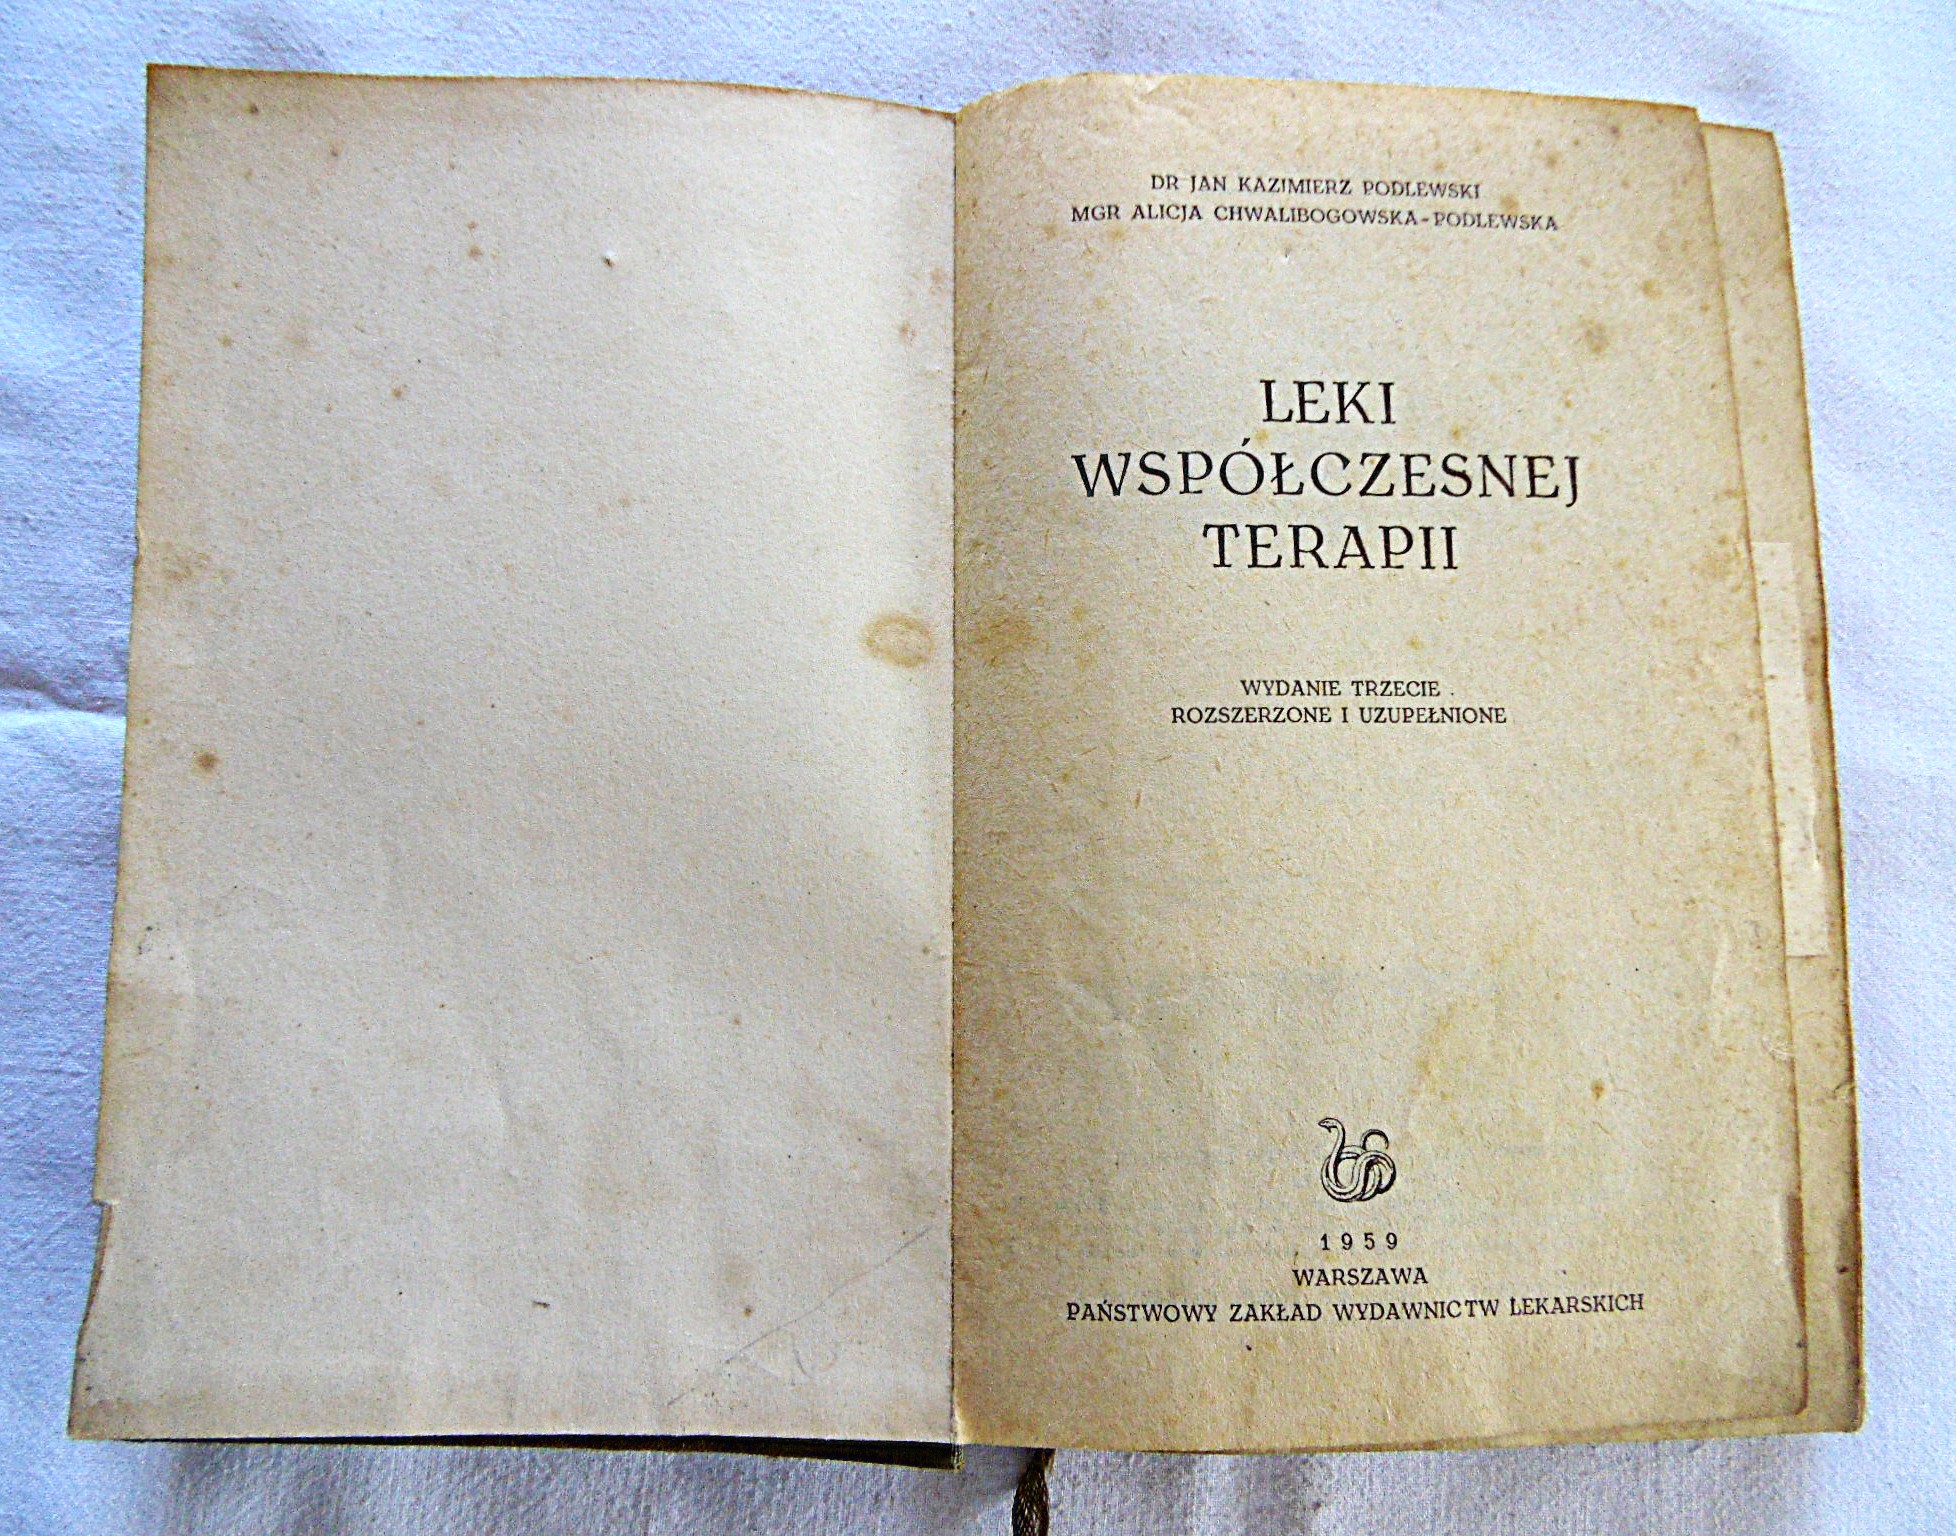 DR JAN KAZIMIERZ PODLEWSKI
MGR ALICJA CHWALIBOGOWSKA-PODLEWSKA
LEKI
WSPÓŁCZESNEJ
TERAPII
WYDANIE TRZECIE
ROZSZERZONE I UZUPEŁNIONE
1959
WARSZAWA
PAŃSTWOWY ZAKŁAD WYDAWNICTW LEKARSKICH